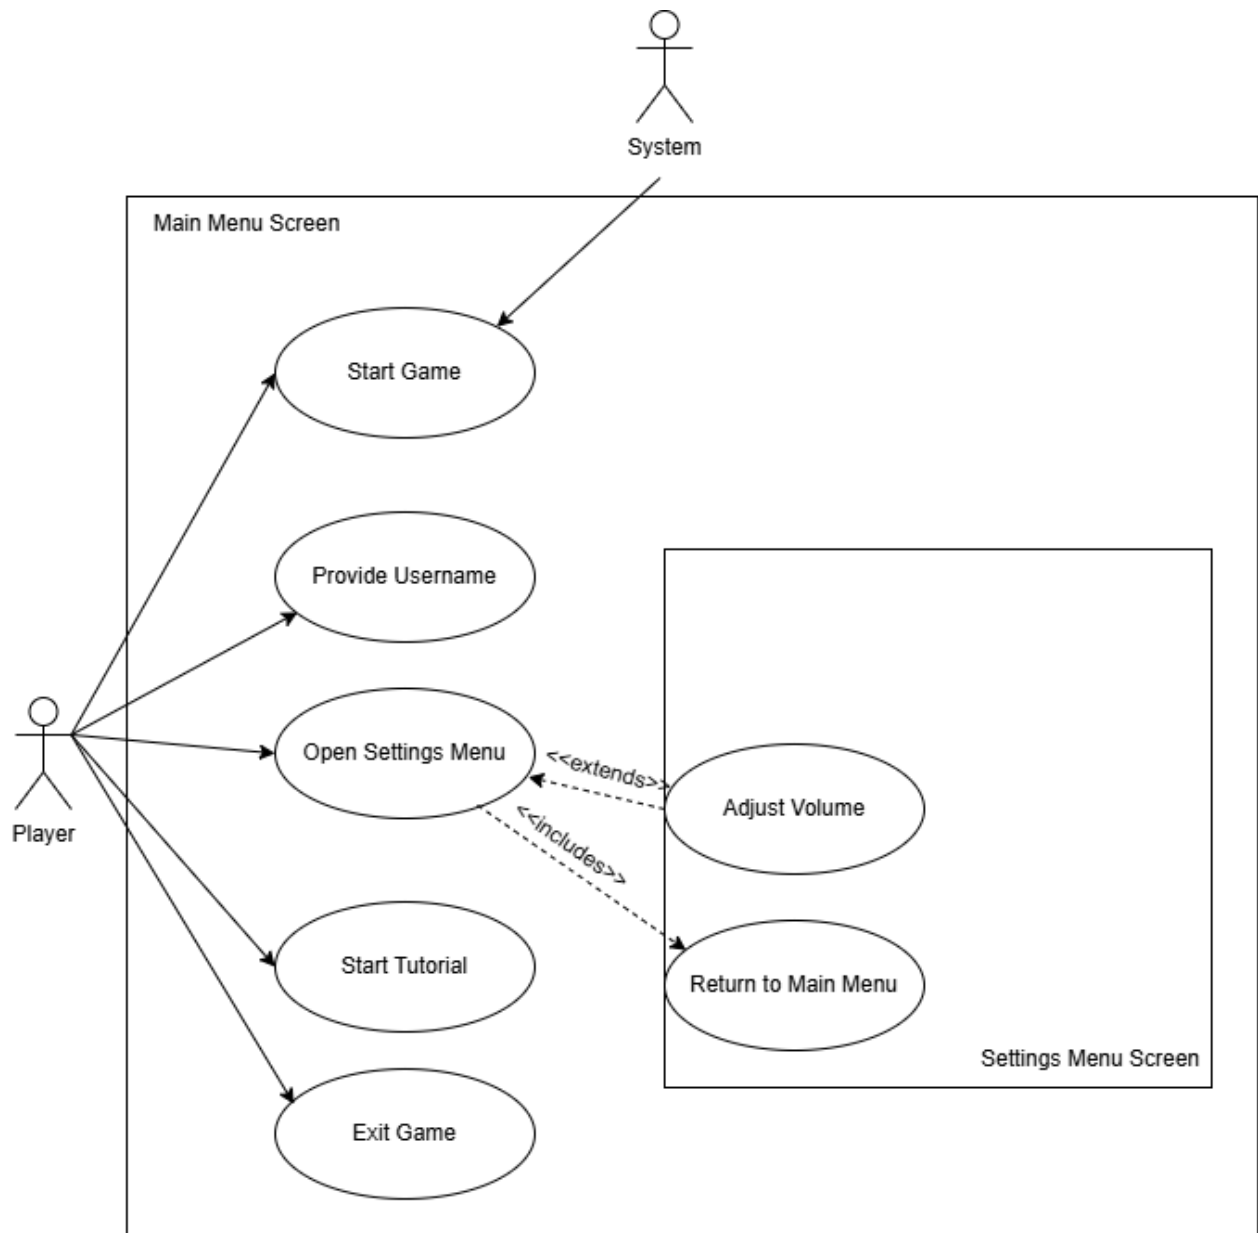 System
Main Menu Screen
Start Game
Provide Username
Open Settings Menu
<<extends>>
Adjust Volume
<<includes>>
Player
Start Tutorial
Return to Main Menu
Settings Menu Screen
Exit Game